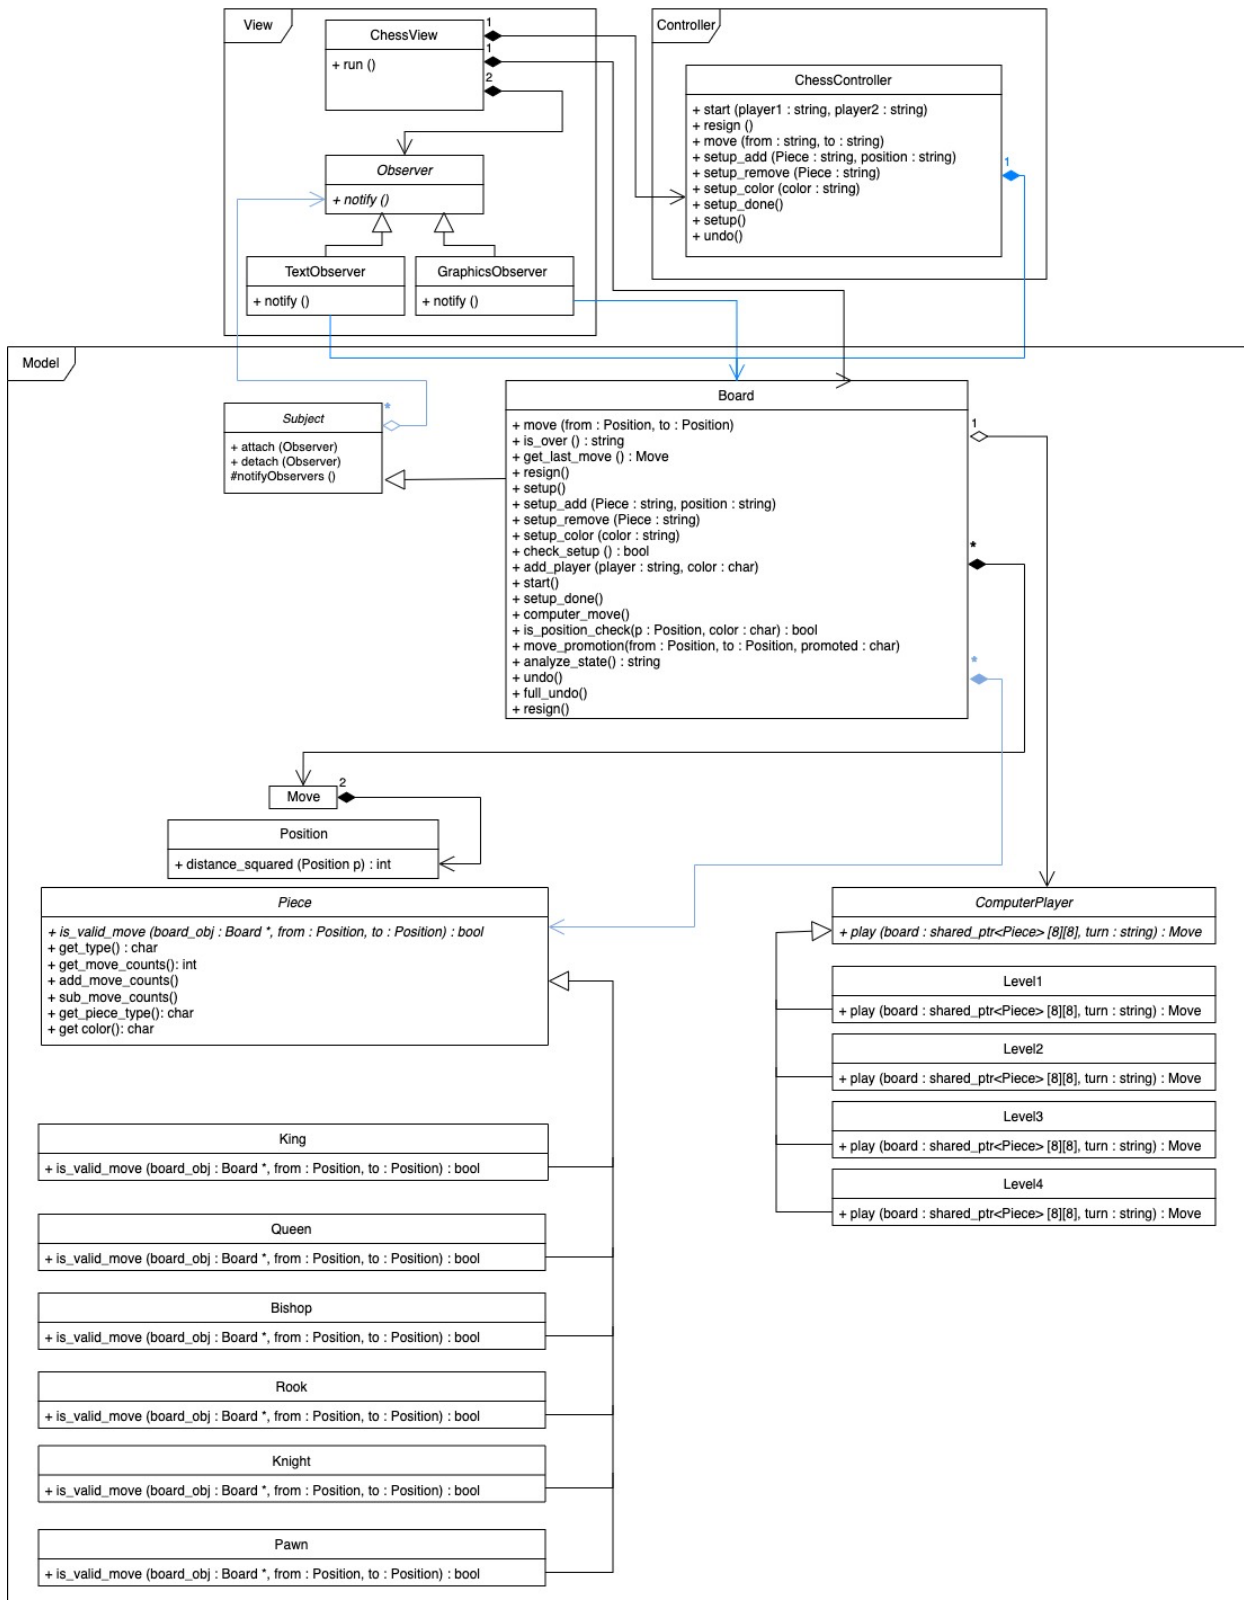 View
ChessView
+ run ()
1
1
2
Observer
+ notify ()
TextObserver
+ notify ()
GraphicsObserver
+ notify ()
Controller
ChessController
+ start (player1 : string, player2 : string)
+ resign ()
+ move (from : string, to : string)
+ setup_add (Piece : string, position : string)
+ setup_remove (Piece : string)
+ setup_color (color : string)
+ setup_done()
+ setup()
+ undo()
1
Model
Subject
+ attach (Observer)
+ detach (Observer)
#notifyObservers ()
*
Board
+ move (from : Position, to : Position)
+ is_over () : string
+ get_last_move () : Move
+ resign()
+ setup()
+ setup_add (Piece : string, position : string)
+ setup_remove (Piece : string)
+ setup_color (color : string)
+ check_setup () : bool
+ add_player (player : string, color : char)
+ start()
+ setup_done()
+ computer_move()
+ is_position_check(p : Position, color : char) : bool
+ move_promotion(from : Position, to : Position, promoted : char)
+ analyze_state() : string
+ undo()
+ full_undo()
+ resign()
1
*
*
Move
2
Position
+ distance_squared (Position p) : int
Piece
+ is_valid_move (board_obj : Board *, from : Position, to : Position) : bool
+ get_type() : char
+ get_move_counts(): int
+ add_move_counts()
+ sub_move_counts()
+ get_piece_type(): char
+ get color(): char
King
+ is_valid_move (board_obj : Board *, from : Position, to : Position) : bool
Queen
+ is_valid_move (board_obj : Board *, from : Position, to : Position) : bool
Bishop
+ is_valid_move (board_obj : Board *, from : Position, to : Position) : bool
Rook
+ is_valid_move (board_obj : Board *, from : Position, to : Position) : bool
Knight
+ is_valid_move (board_obj : Board *, from : Position, to : Position) : bool
Pawn
+ is_valid_move (board_obj : Board *, from : Position, to : Position) : bool
ComputerPlayer
+ play (board : shared_ptr<Piece> [8][8], turn : string) : Move
Level1
+ play (board : shared_ptr<Piece> [8][8], turn : string) : Move
Level2
+ play (board : shared_ptr<Piece> [8][8], turn : string) : Move
Level3
+ play (board : shared_ptr<Piece> [8][8], turn : string) : Move
Level4
+ play (board : shared_ptr<Piece> [8][8], turn : string) : Move